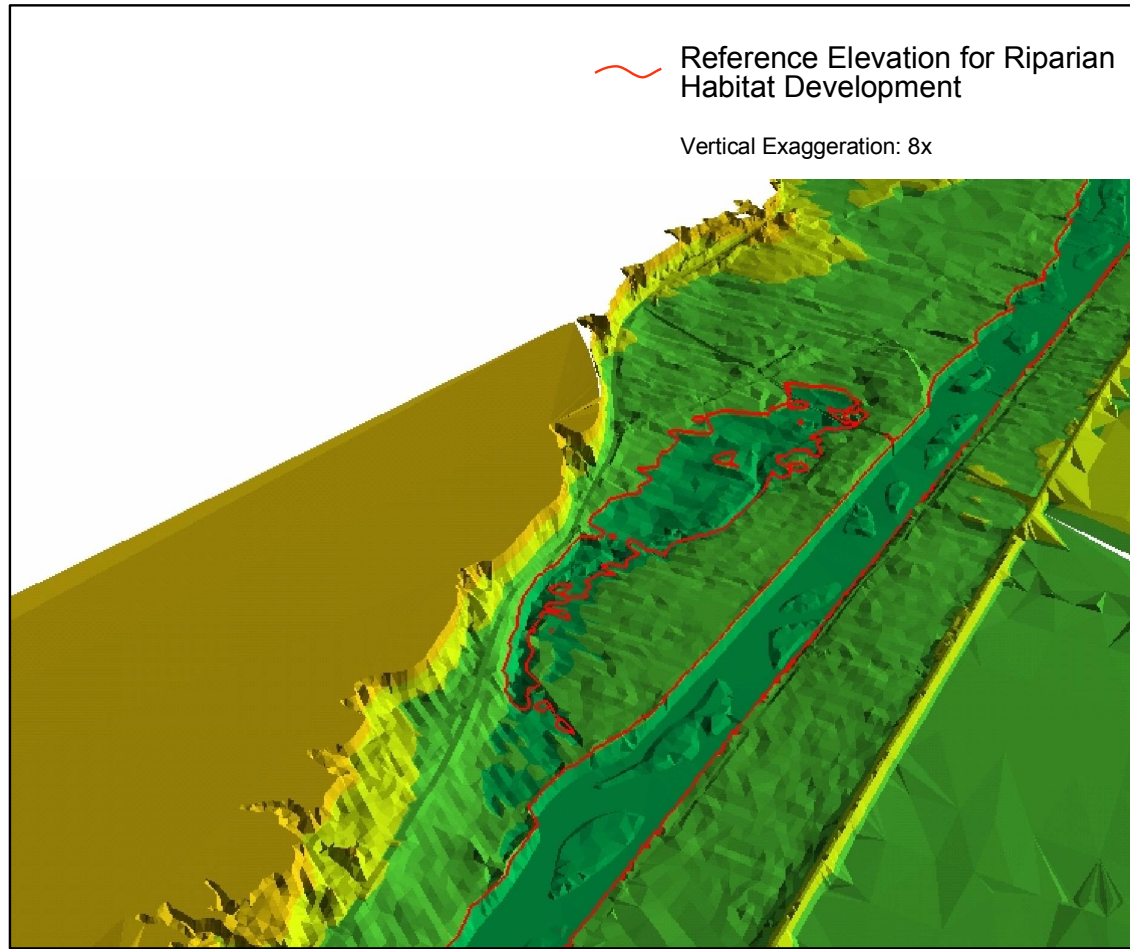 Reference Elevation for Riparian
Habitat Development
Vertical Exaggeration: 8x